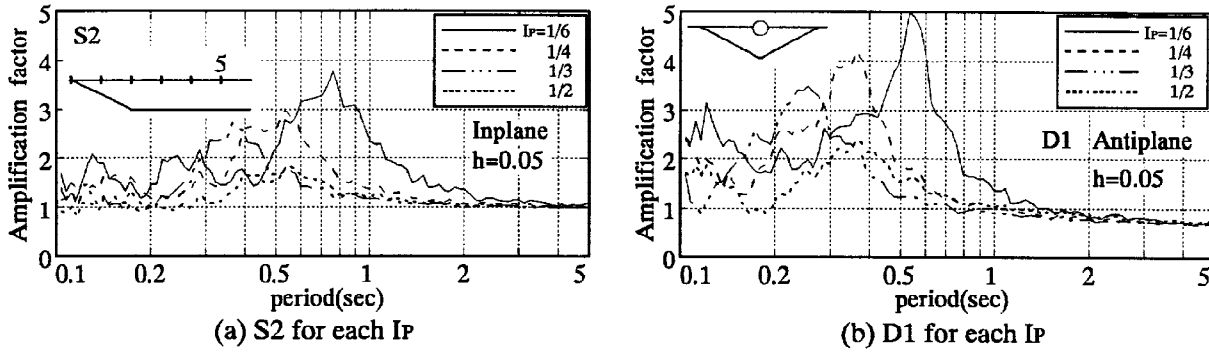 S2
5
IP=1/6
1/4
1/3
1/2
Inplane
h=0.05
Amplification factor
5
4
3
2
1
0
0.1
0.2
0.5
1
2
5
period(sec)
(a) S2 for each IP
IP=1/6
1/4
1/3
1/2
D1 Antiplane
h=0.05
Amplification factor
5
4
3
2
1
0
0.1
0.2
0.5
1
2
5
period(sec)
(b) D1 for each IP